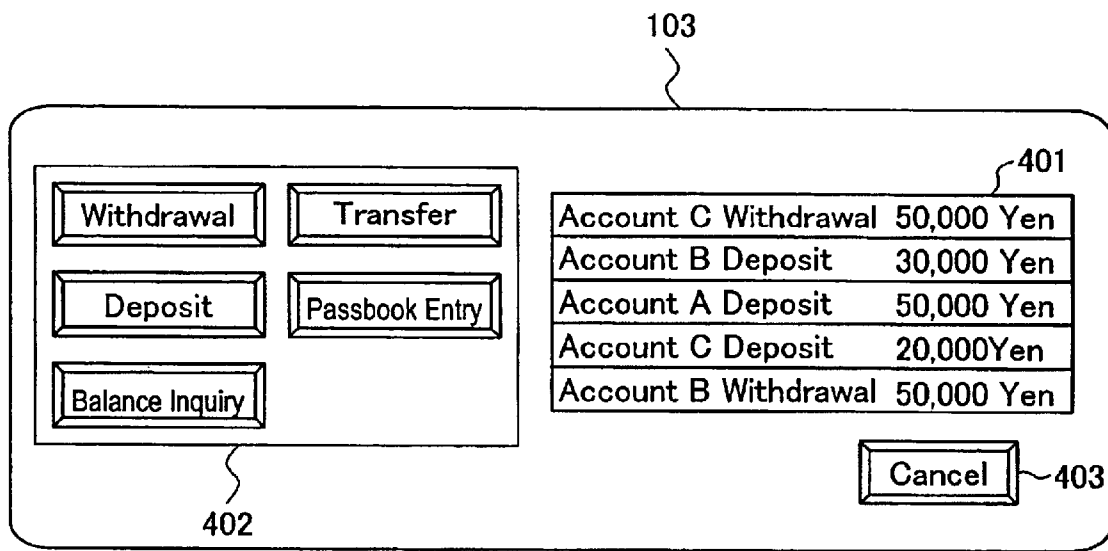 103
401
Withdrawal Transfer
Account C Withdrawal 50,000 Yen
Account B Deposit 30,000 Yen
Deposit Passbook Entry
Account A Deposit 50,000 Yen
Account C Deposit 20,000Yen
Balance Inquiry
Account B Withdrawal 50,000 Yen
Cancel 403
402